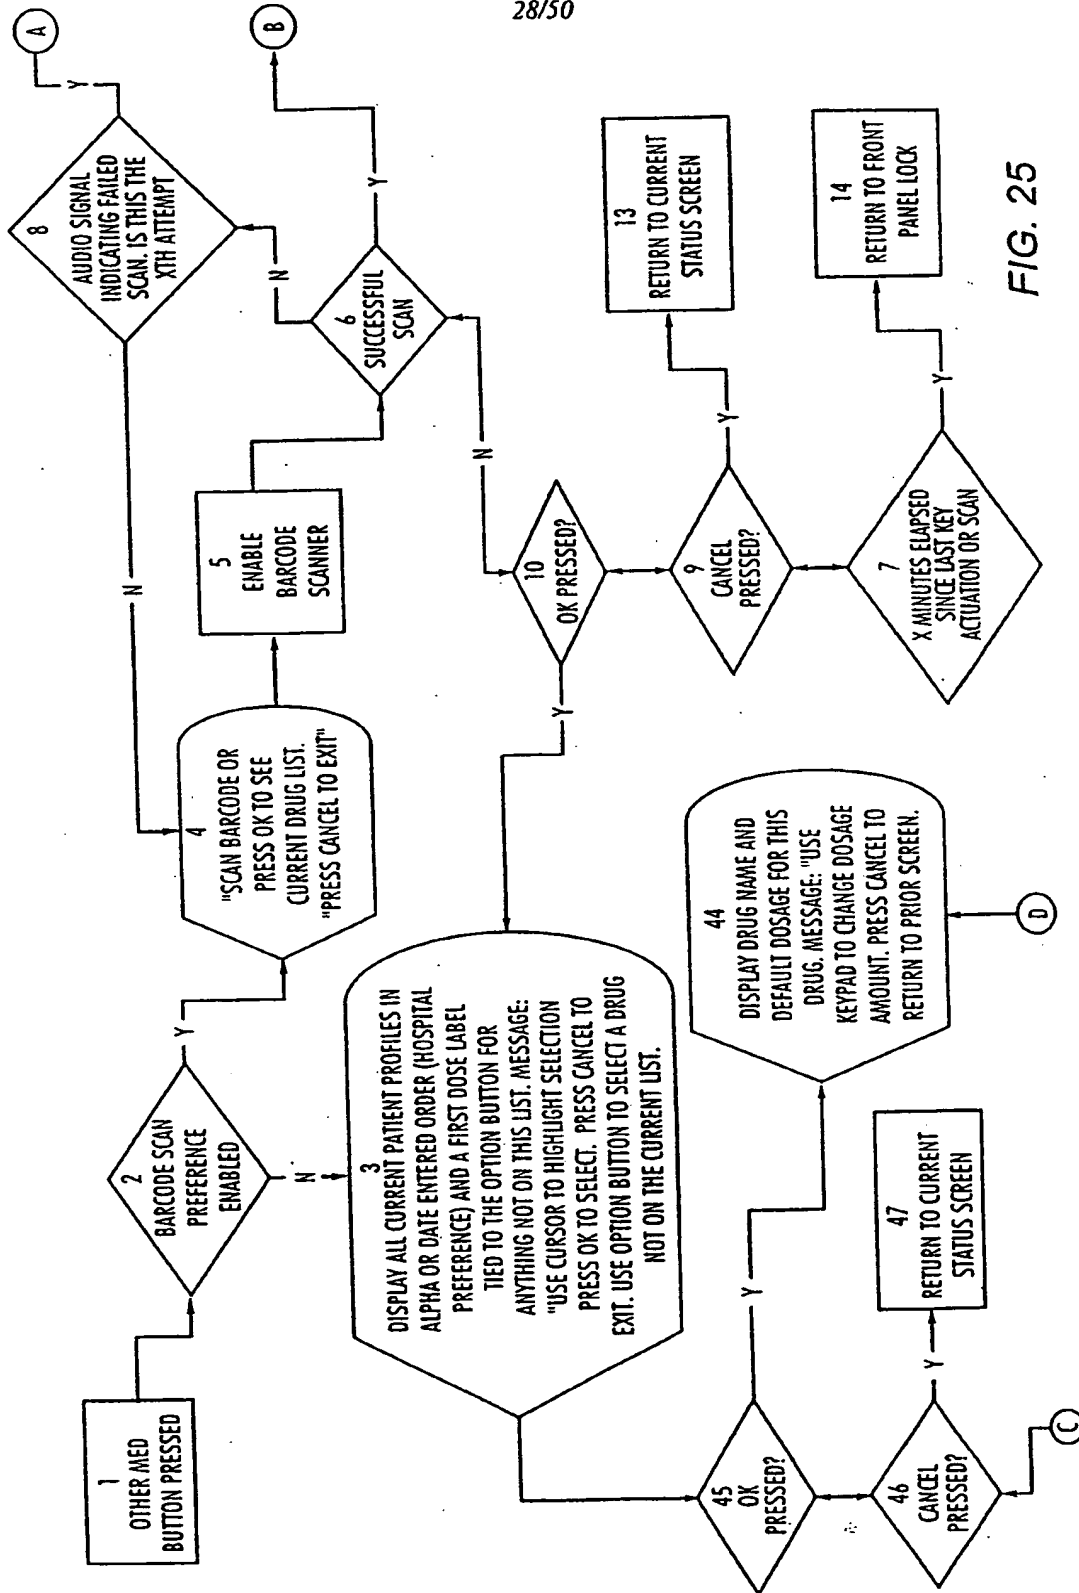 28/50
1
OTHER MED
BUTTON PRESSED
2
BARCODE SCAN
PREFERENCE
ENABLED
Y
N
4
"SCAN BARCODE OR
PRESS OK TO SEE
CURRENT DRUG LIST.
"PRESS CANCEL TO EXIT"
5
ENABLE
BARCODE
SCANNER
N
8
AUDIO SIGNAL
INDICATING FAILED
SCAN. IS THIS THE
XTH ATTEMPT
Y
A
6
SUCCESSFUL
SCAN
N
Y
B
3
DISPLAY ALL CURRENT PATIENT PROFILES IN
ALPHA OR DATE ENTERED ORDER (HOSPITAL
PREFERENCE) AND A FIRST DOSE LABEL
TIED TO THE OPTION BUTTON FOR
ANYTHING NOT ON THIS LIST. MESSAGE:
"USE CURSOR TO HIGHLIGHT SELECTION
PRESS OK TO SELECT. PRESS CANCEL TO
EXIT. USE OPTION BUTTON TO SELECT A DRUG
NOT ON THE CURRENT LIST.
Y
10
OK PRESSED?
N
9
CANCEL
PRESSED?
Y
13
RETURN TO CURRENT
STATUS SCREEN
7
X MINUTES ELAPSED
SINCE LAST KEY
ACTUATION OR SCAN
Y
14
RETURN TO FRONT
PANEL LOCK
45
OK
PRESSED?
Y
44
DISPLAY DRUG NAME AND
DEFAULT DOSAGE FOR THIS
DRUG. MESSAGE: "USE
KEYPAD TO CHANGE DOSAGE
AMOUNT. PRESS CANCEL TO
RETURN TO PRIOR SCREEN.
D
46
CANCEL
PRESSED?
Y
47
RETURN TO CURRENT
STATUS SCREEN
C
FIG. 25